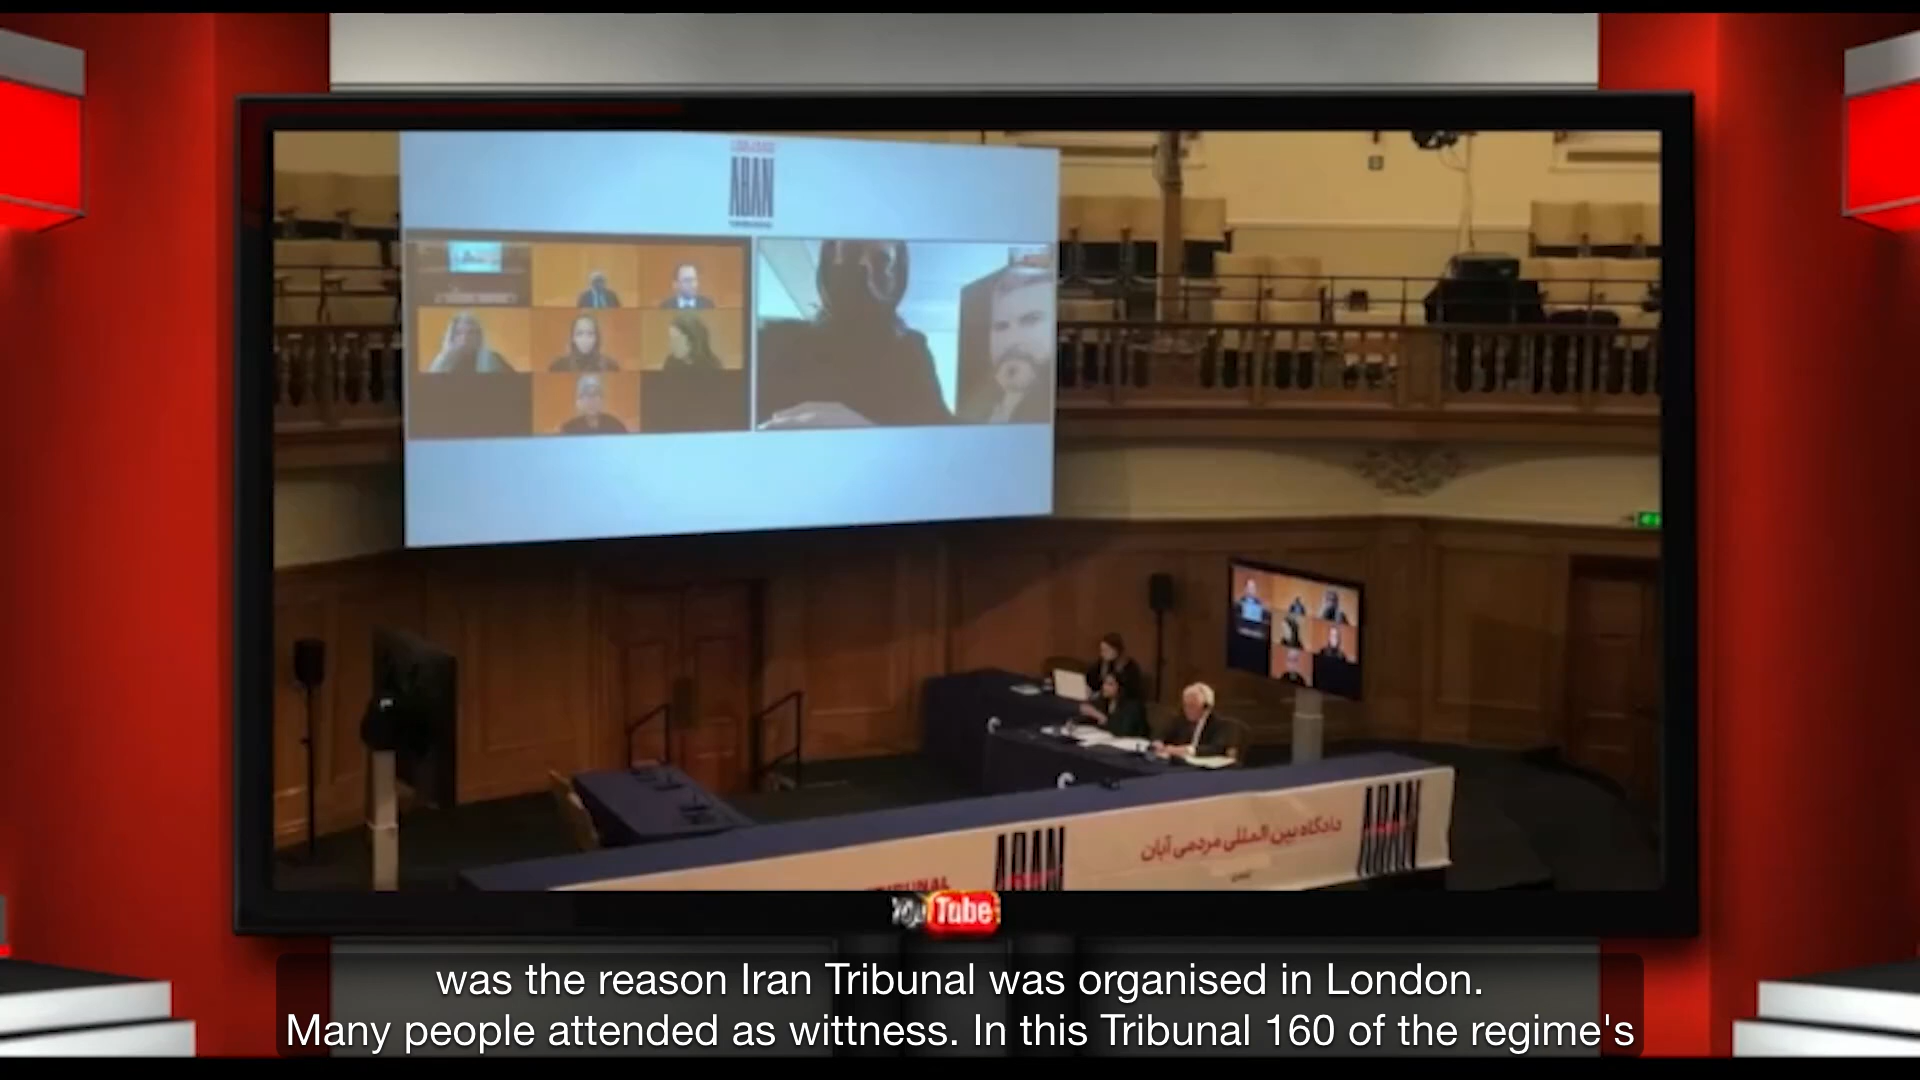 ABAN
دادگاه بین المللی مردمی آبان
ABAN
ABAN
TRIBUNAL
YouTube
was the reason Iran Tribunal was organised in London.
Many people attended as wittness. In this Tribunal 160 of the regime's